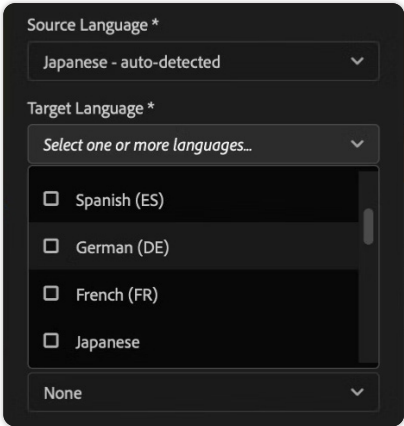 Source Language *
Japanese - auto-detected
Target Language *
Select one or more languages...
Spanish (ES)
German (DE)
French (FR)
Japanese
None